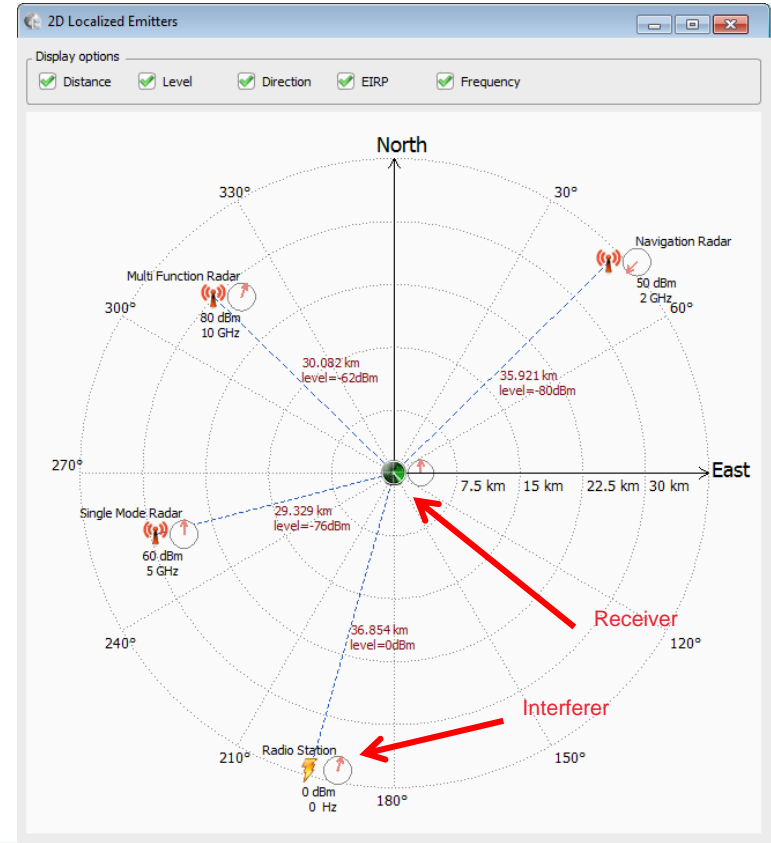 2D Localized Emitters
Display options
Distance
Level
Direction
EIRP
Frequency
North
330°
30°
Navigation Radar
50 dBm
2 GHz
60°
Multi Function Radar
300°
80 dBm
10 GHz
30.082 km
level=-62dBm
35.921 km
level=-80dBm
270°
East
7.5 km
15 km
22.5 km
30 km
Single Mode Radar
60 dBm
5 GHz
29.329 km
level=-76dBm
Receiver
36.854 km
level=0dBm
240°
120°
Interferer
210°
Radio Station
0 dBm
0 Hz
180°
150°